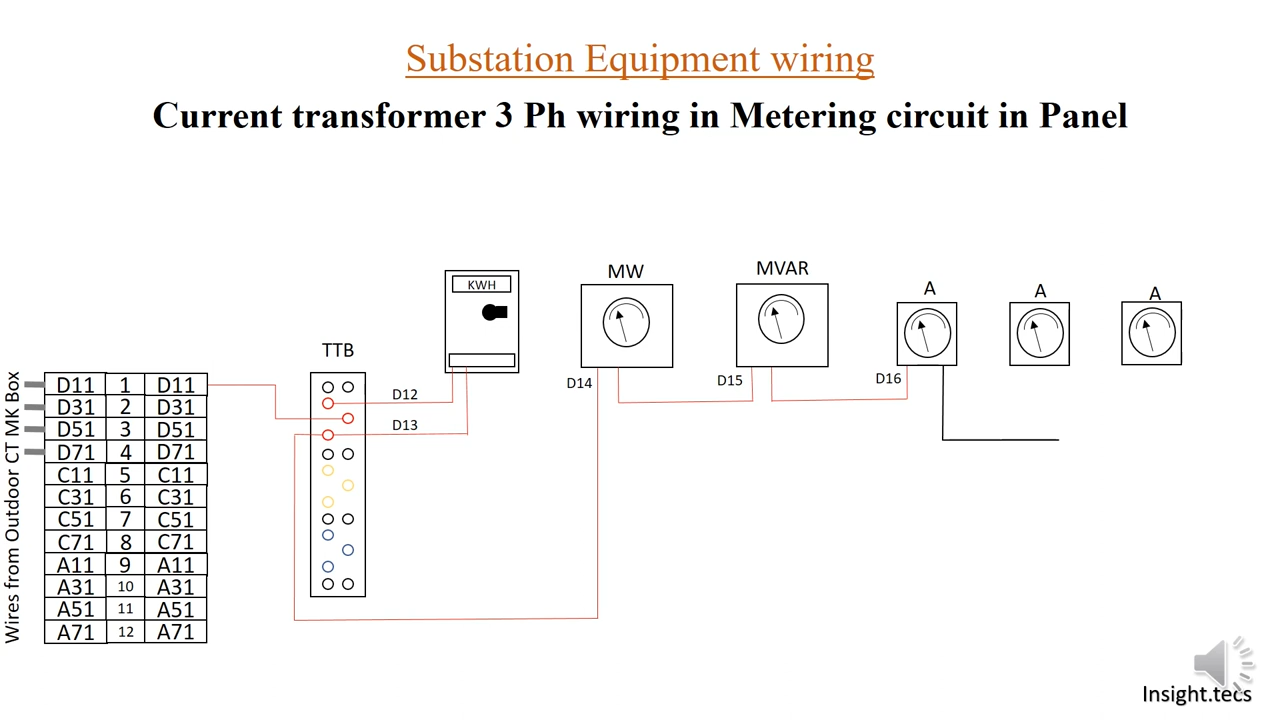 Substation Equipment wiring
Current transformer 3 Ph wiring in Metering circuit in Panel
MW
MVAR
A
A
A
KWH
TTB
D14
D15
D16
D12
D13
Wires from Outdoor CT MK Box
D11 1 D11
D31 2 D31
D51 3 D51
D71 4 D71
C11 5 C11
C31 6 C31
C51 7 C51
C71 8 C71
A11 9 A11
A31 10 A31
A51 11 A51
A71 12 A71
Insight.tecs